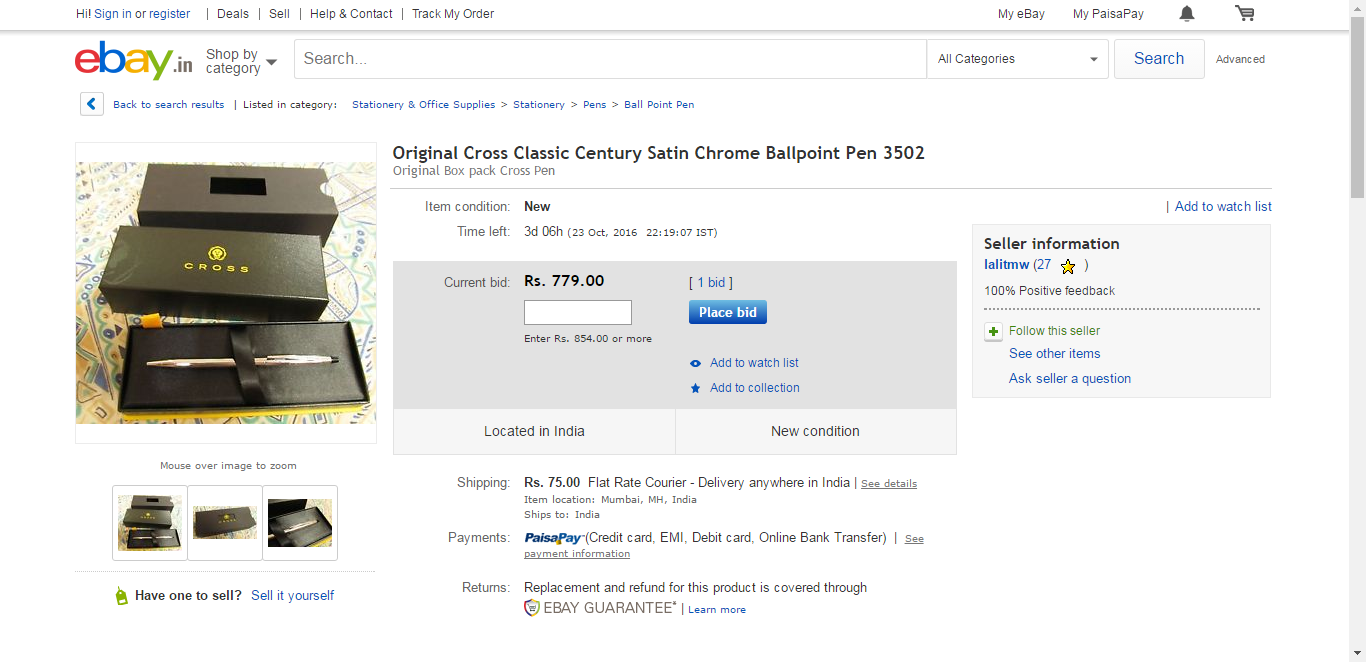 Hi! Sign in or register | Deals | Sell | Help & Contact | Track My Order My eBay My PaisaPay
ebay.in Shop by category Search... All Categories Search Advanced
Back to search results | Listed in category: Stationery & Office Supplies > Stationery > Pens > Ball Point Pen
CROSS
Mouse over image to zoom
CROSS
Have one to sell? Sell it yourself
Original Cross Classic Century Satin Chrome Ballpoint Pen 3502
Original Box pack Cross Pen
Item condition: New
Time left: 3d 06h (23 Oct, 2016 22:19:07 IST)
Current bid: Rs. 779.00 [ 1 bid ]
Place bid
Enter Rs. 854.00 or more
Add to watch list
Add to collection
Located in India New condition
Shipping: Rs. 75.00 Flat Rate Courier - Delivery anywhere in India | See details
Item location: Mumbai, MH, India
Ships to: India
Payments: PaisaPay (Credit card, EMI, Debit card, Online Bank Transfer) | See
payment information
Returns: Replacement and refund for this product is covered through
EBAY GUARANTEE* | Learn more
| Add to watch list
Seller information
lalitmw (27 )
100% Positive feedback
Follow this seller
See other items
Ask seller a question